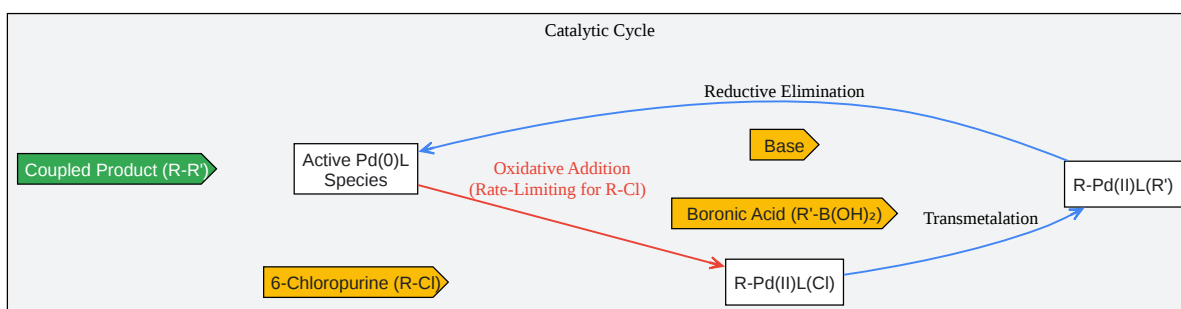 Catalytic Cycle
Reductive Elimination
Base
Coupled Product (R-R')
Active Pd(0)L
Species
Oxidative Addition
(Rate-Limiting for R-Cl)
R-Pd(II)L(R')
Boronic Acid (R'-B(OH)₂)
Transmetalation
6-Chloropurine (R-Cl)
R-Pd(II)L(Cl)